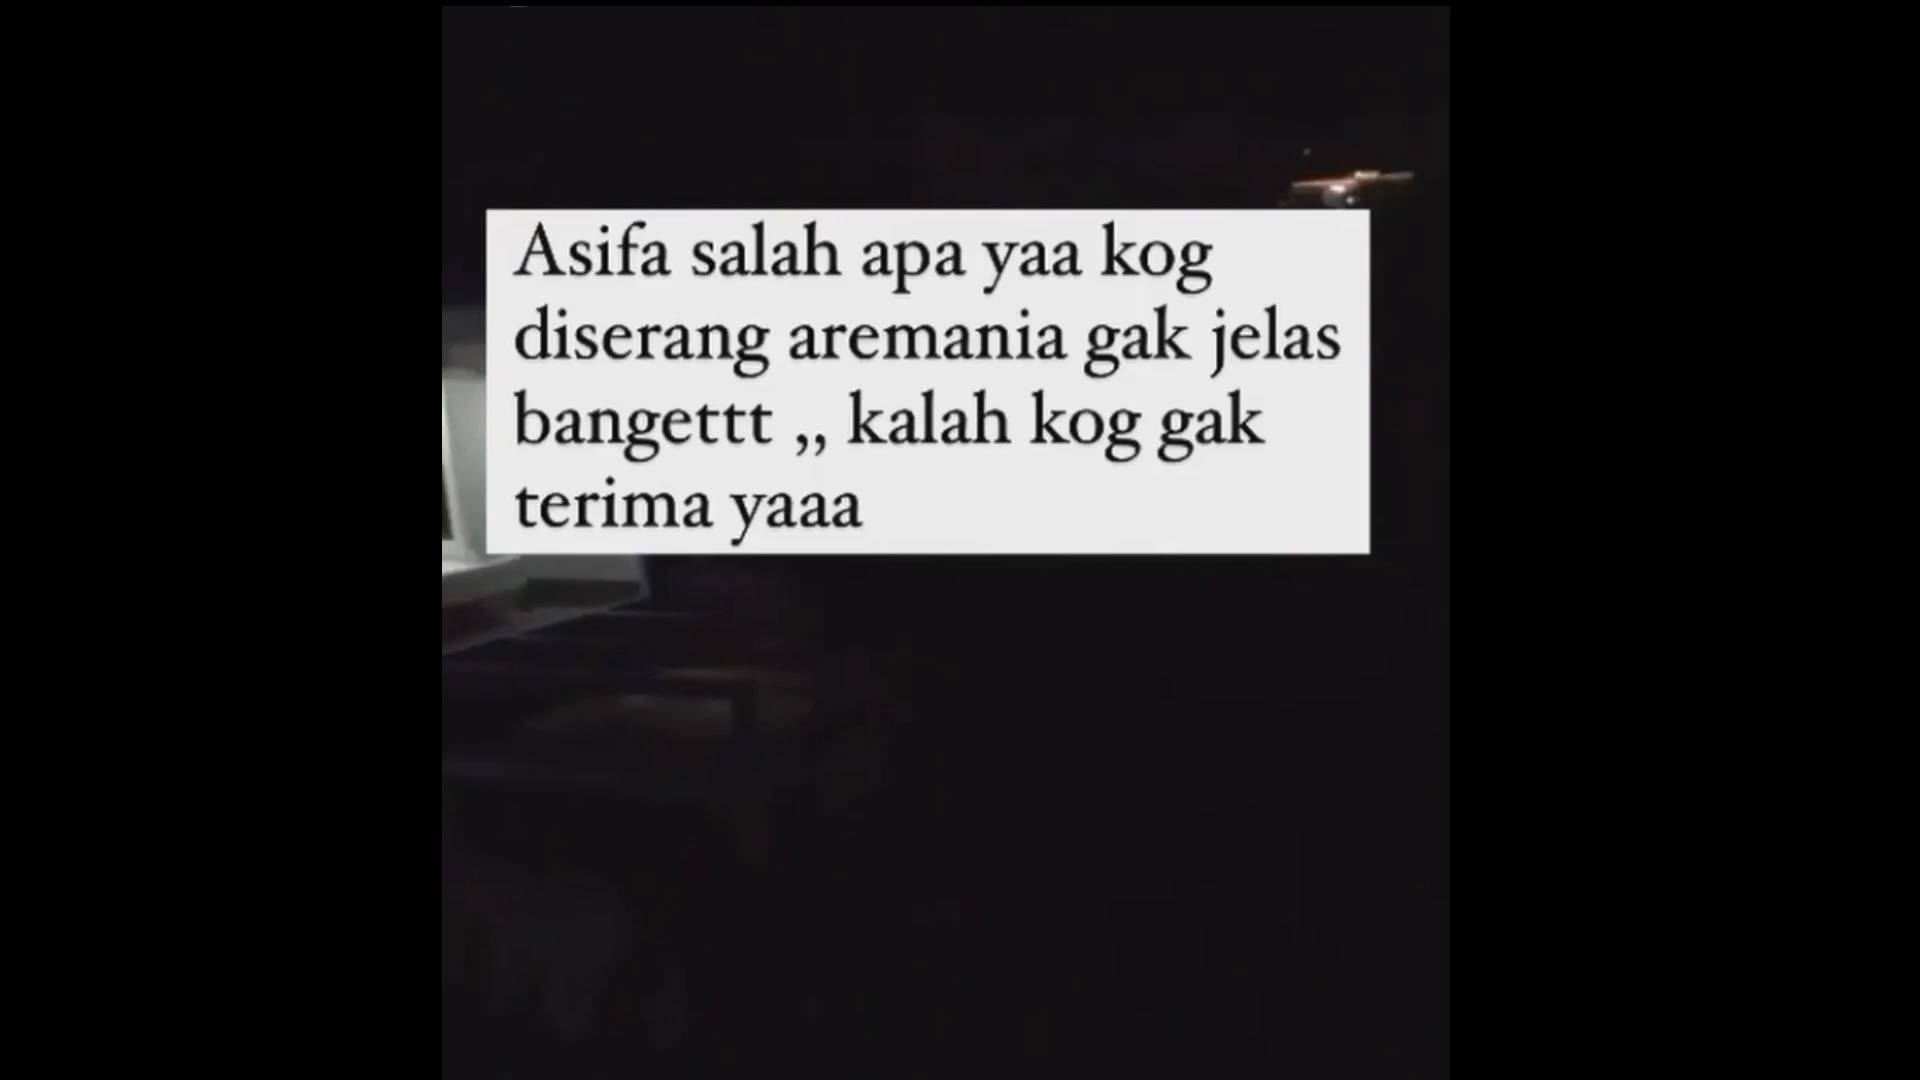 Asifa salah apa yaa kog
diserang aremania gak jelas
bangettt ,, kalah kog gak
terima yaaa